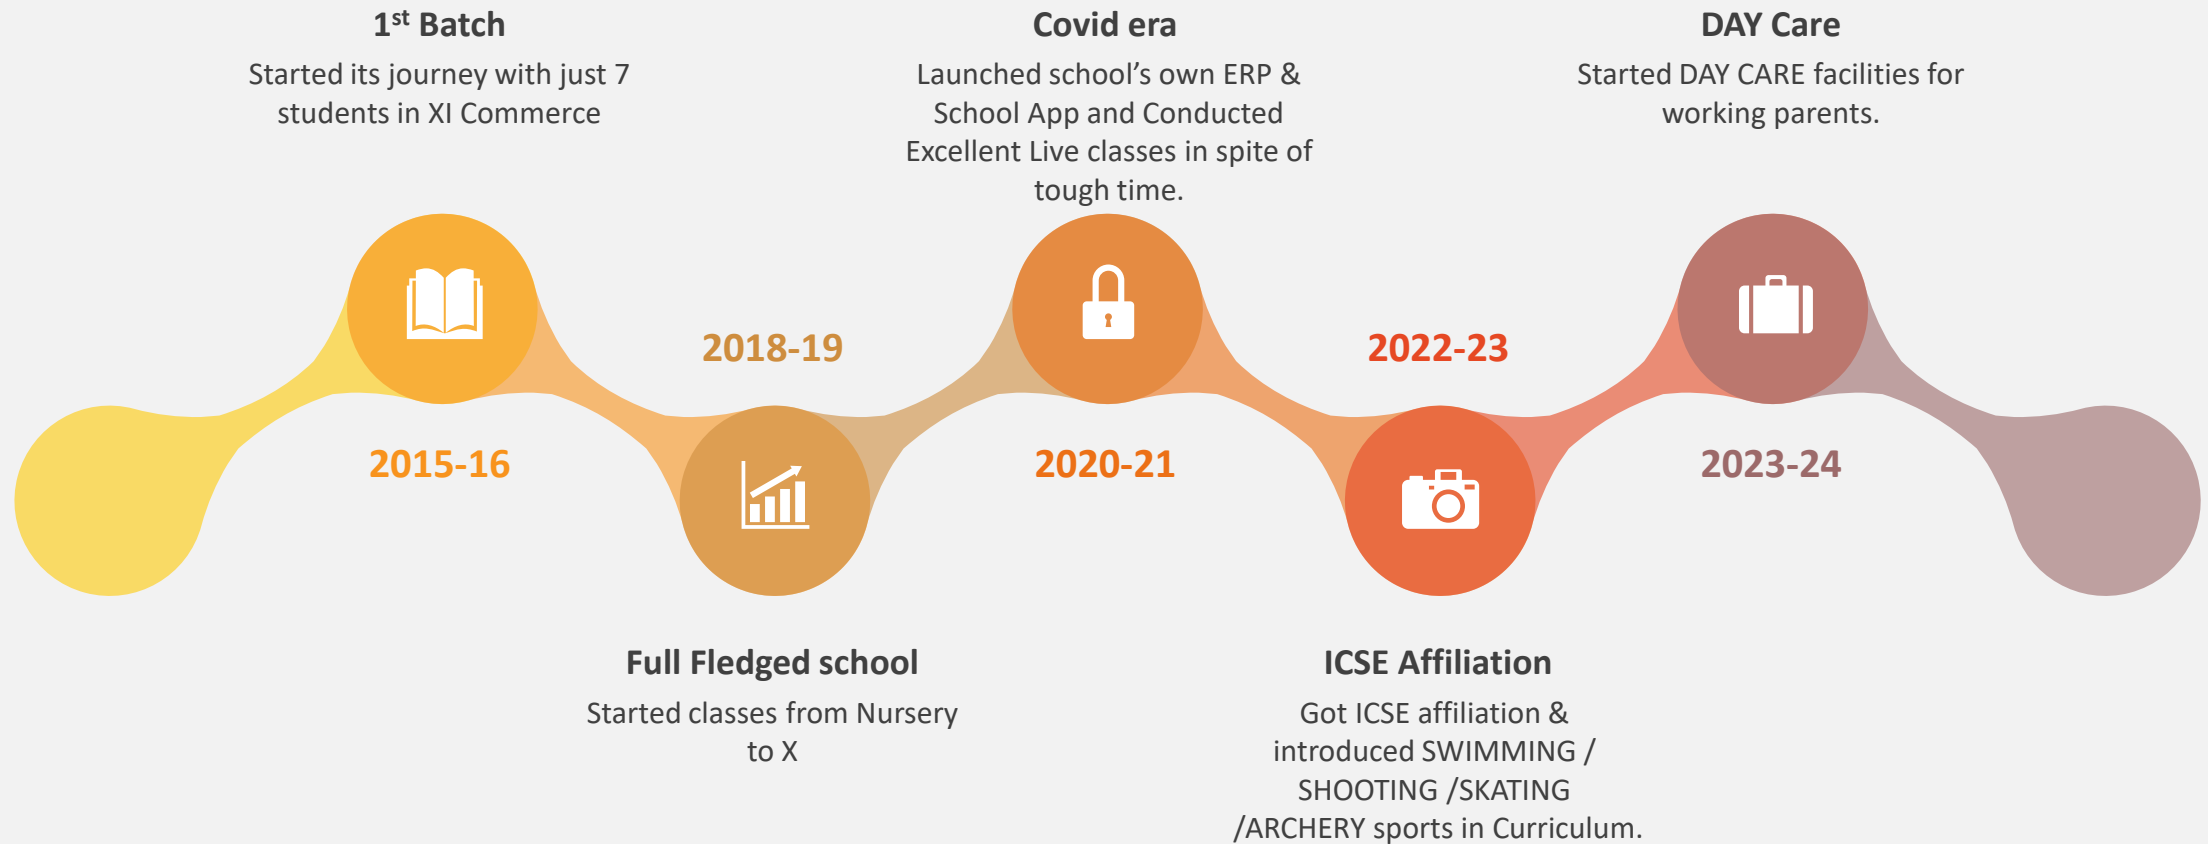 1st Batch
Started its journey with just 7
students in XI Commerce
2015-16
2018-19
Full Fledged school
Started classes from Nursery
to X
Covid era
Launched school’s own ERP &
School App and Conducted
Excellent Live classes in spite of
tough time.
2020-21
2022-23
ICSE Affiliation
Got ICSE affiliation &
introduced SWIMMING /
SHOOTING /SKATING
/ARCHERY sports in Curriculum.
DAY Care
Started DAY CARE facilities for
working parents.
2023-24